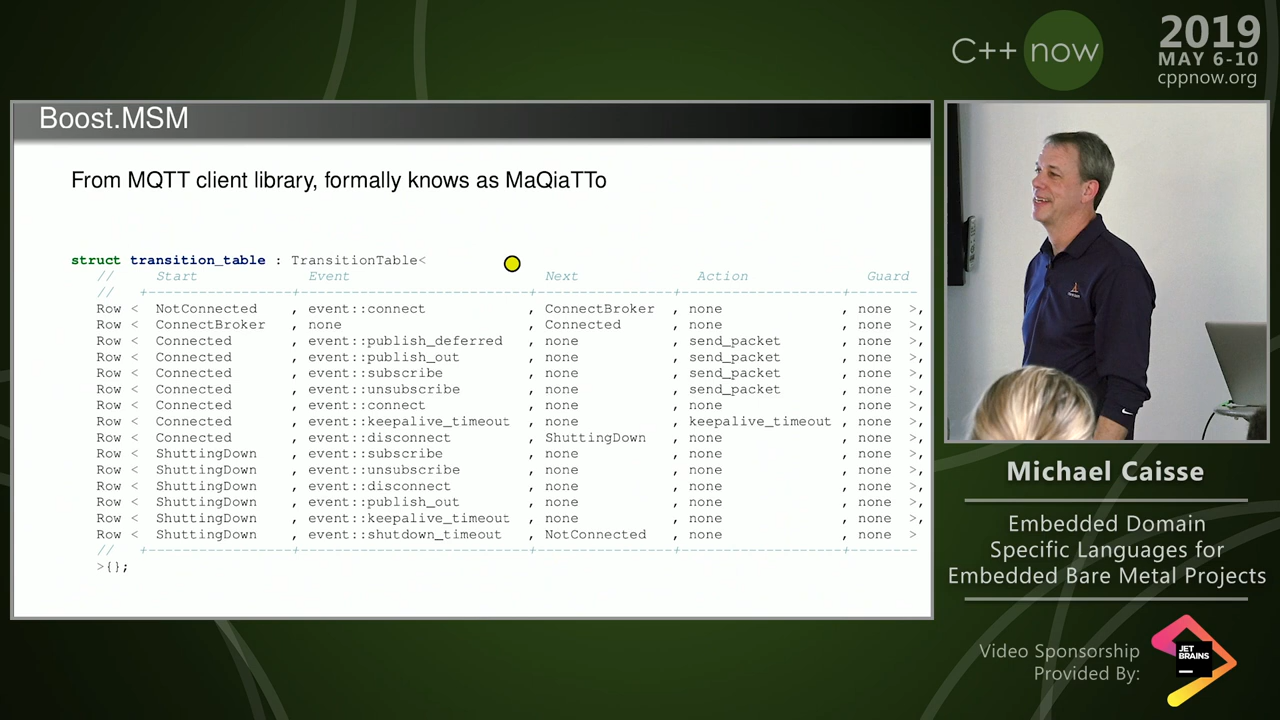 C++ now
2019
MAY 6-10
cppnow.org
Boost.MSM
From MQTT client library, formally knows as MaQiaTTo
struct transition_table : TransitionTable<
// Start Event Next Action Guard
// +-----------------+---------------------------+----------------+-------------------+--------
Row < NotConnected , event::connect , ConnectBroker , none , none >,
Row < ConnectBroker , none , Connected , none , none >,
Row < Connected , event::publish_deferred , none , send_packet , none >,
Row < Connected , event::publish_out , none , send_packet , none >,
Row < Connected , event::subscribe , none , send_packet , none >,
Row < Connected , event::unsubscribe , none , send_packet , none >,
Row < Connected , event::connect , none , none , none >,
Row < Connected , event::keepalive_timeout , none , keepalive_timeout , none >,
Row < Connected , event::disconnect , ShuttingDown , none , none >,
Row < ShuttingDown , event::subscribe , none , none , none >,
Row < ShuttingDown , event::unsubscribe , none , none , none >,
Row < ShuttingDown , event::disconnect , none , none , none >,
Row < ShuttingDown , event::publish_out , none , none , none >,
Row < ShuttingDown , event::keepalive_timeout , none , none , none >,
Row < ShuttingDown , event::shutdown_timeout , NotConnected , none , none >
// +-----------------+---------------------------+----------------+-------------------+--------
>{};
Michael Caisse
Embedded Domain
Specific Languages for
Embedded Bare Metal Projects
Video Sponsorship
Provided By:
JET
BRAINS